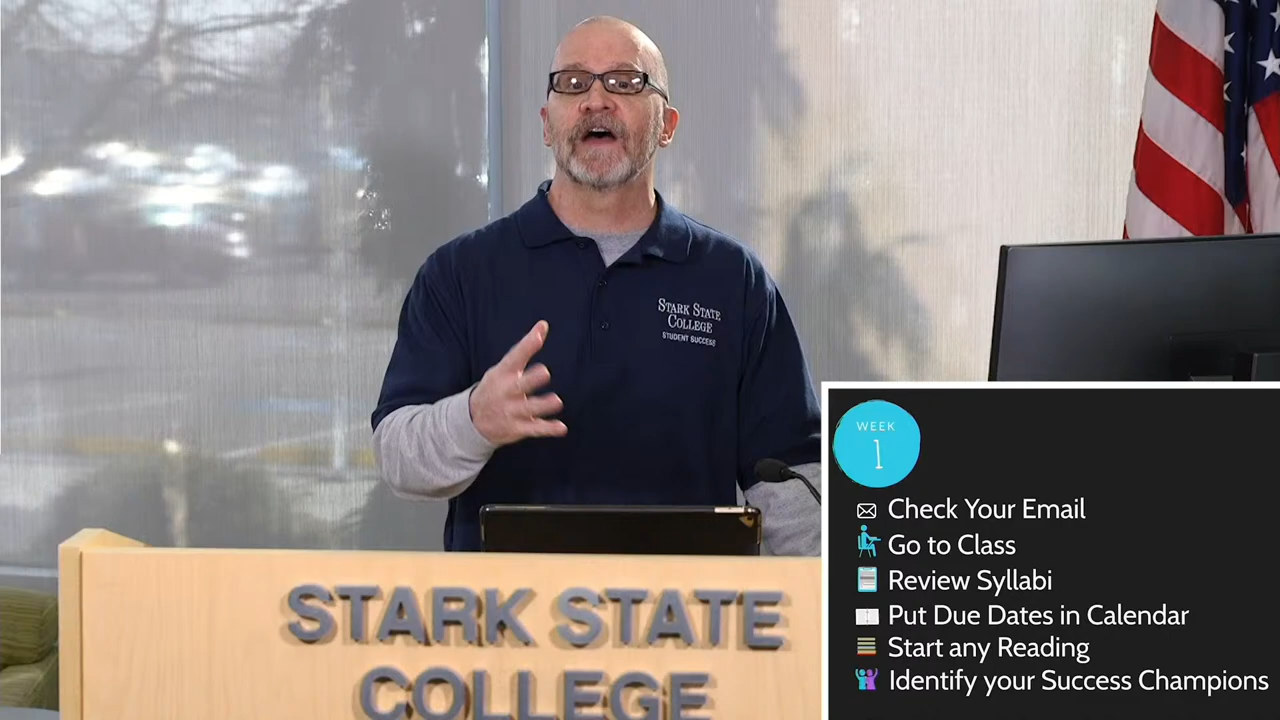 STARK STATE
COLLEGE
STUDENT SUCCESS
STARK STATE
COLLEGE
WEEK
1
Check Your Email
Go to Class
Review Syllabi
Put Due Dates in Calendar
Start any Reading
Identify your Success Champions